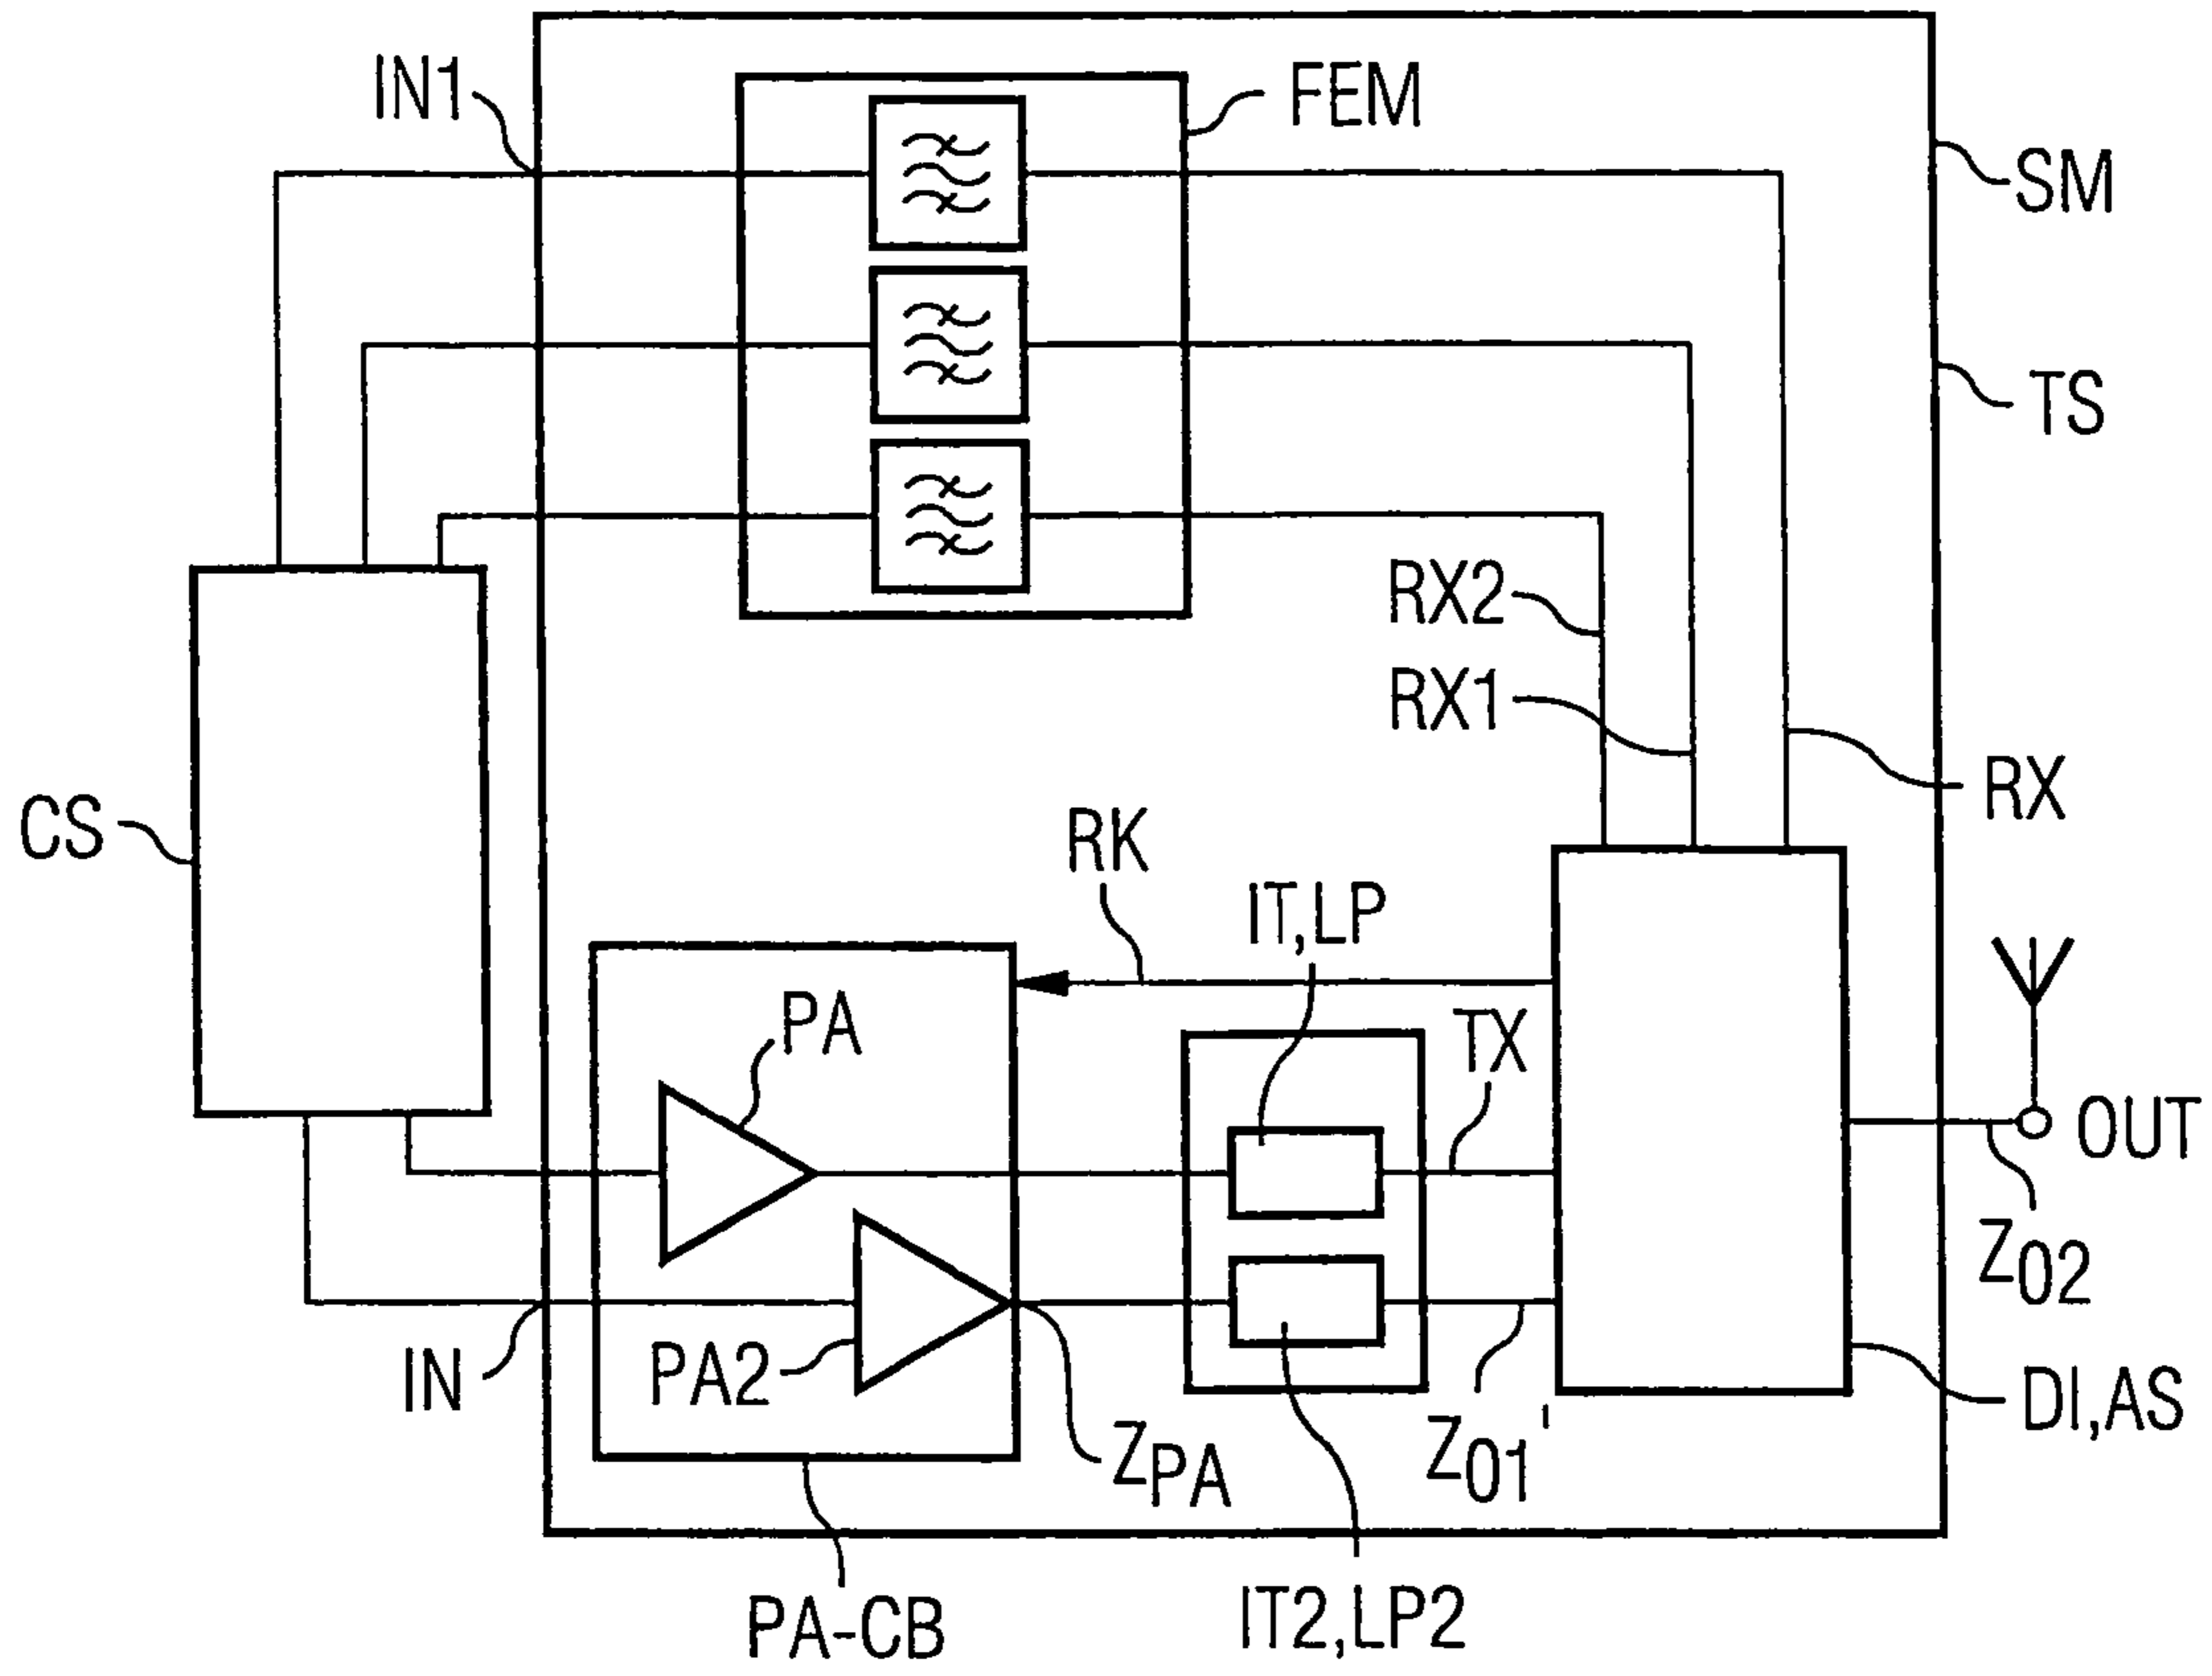 IN1
FEM
SM
TS
RX2
RX1
RX
CS
RK
IT,LP
PA
TX
OUT
Z02
IN
PA2
ZPA
Z01'
DI,AS
PA-CB
IT2,LP2